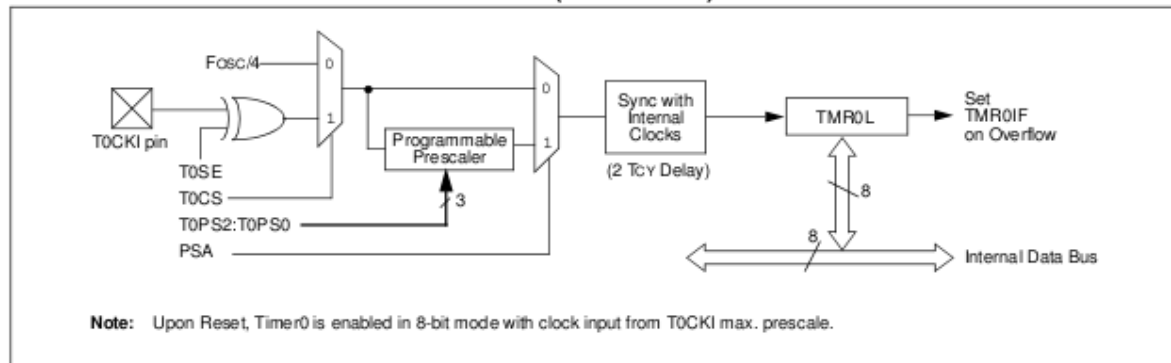 Fosc/4
0
1
T0CKI pin
T0SE
T0CS
T0PS2:T0PS0
PSA
Programmable
Prescaler
3
0
1
Sync with
Internal
Clocks
(2 TCY Delay)
TMR0L
Set
TMR0IF
on Overflow
8
8
Internal Data Bus
Note: Upon Reset, Timer0 is enabled in 8-bit mode with clock input from T0CKI max. prescale.